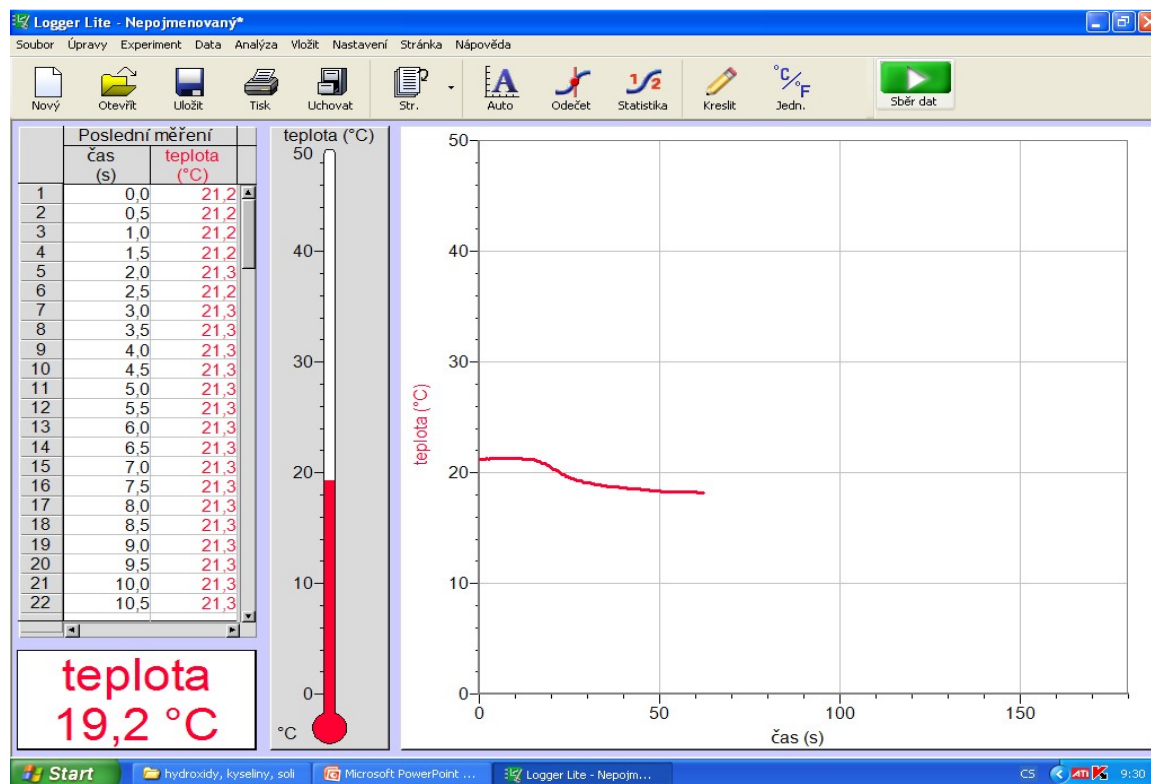 Logger Lite - Nepojmenovaný*
Soubor Úpravy Experiment Data Analýza Vložit Nastavení Stránka Nápověda
°C/°F
Nový Otevřít Uložit Tisk Uchovat Str. Auto Odečet Statistika Kreslit Jedn. Sběr dat
Poslední měření
čas teplota
(s) (°C)
1 0,0 21,2
2 0,5 21,2
3 1,0 21,2
4 1,5 21,2
5 2,0 21,3
6 2,5 21,2
7 3,0 21,3
8 3,5 21,3
9 4,0 21,3
10 4,5 21,3
11 5,0 21,3
12 5,5 21,3
13 6,0 21,3
14 6,5 21,3
15 7,0 21,3
16 7,5 21,3
17 8,0 21,3
18 8,5 21,3
19 9,0 21,3
20 9,5 21,3
21 10,0 21,3
22 10,5 21,3
teplota
19,2 °C
teplota (°C)
50
40
30
20
10
0
°C
teplota (°C)
50
40
30
20
10
0
0 50 100 150
čas (s)
Start hydroxidy, kyseliny, soli Microsoft PowerPoint ... Logger Lite - Nepojm... CS ATI K 9:30